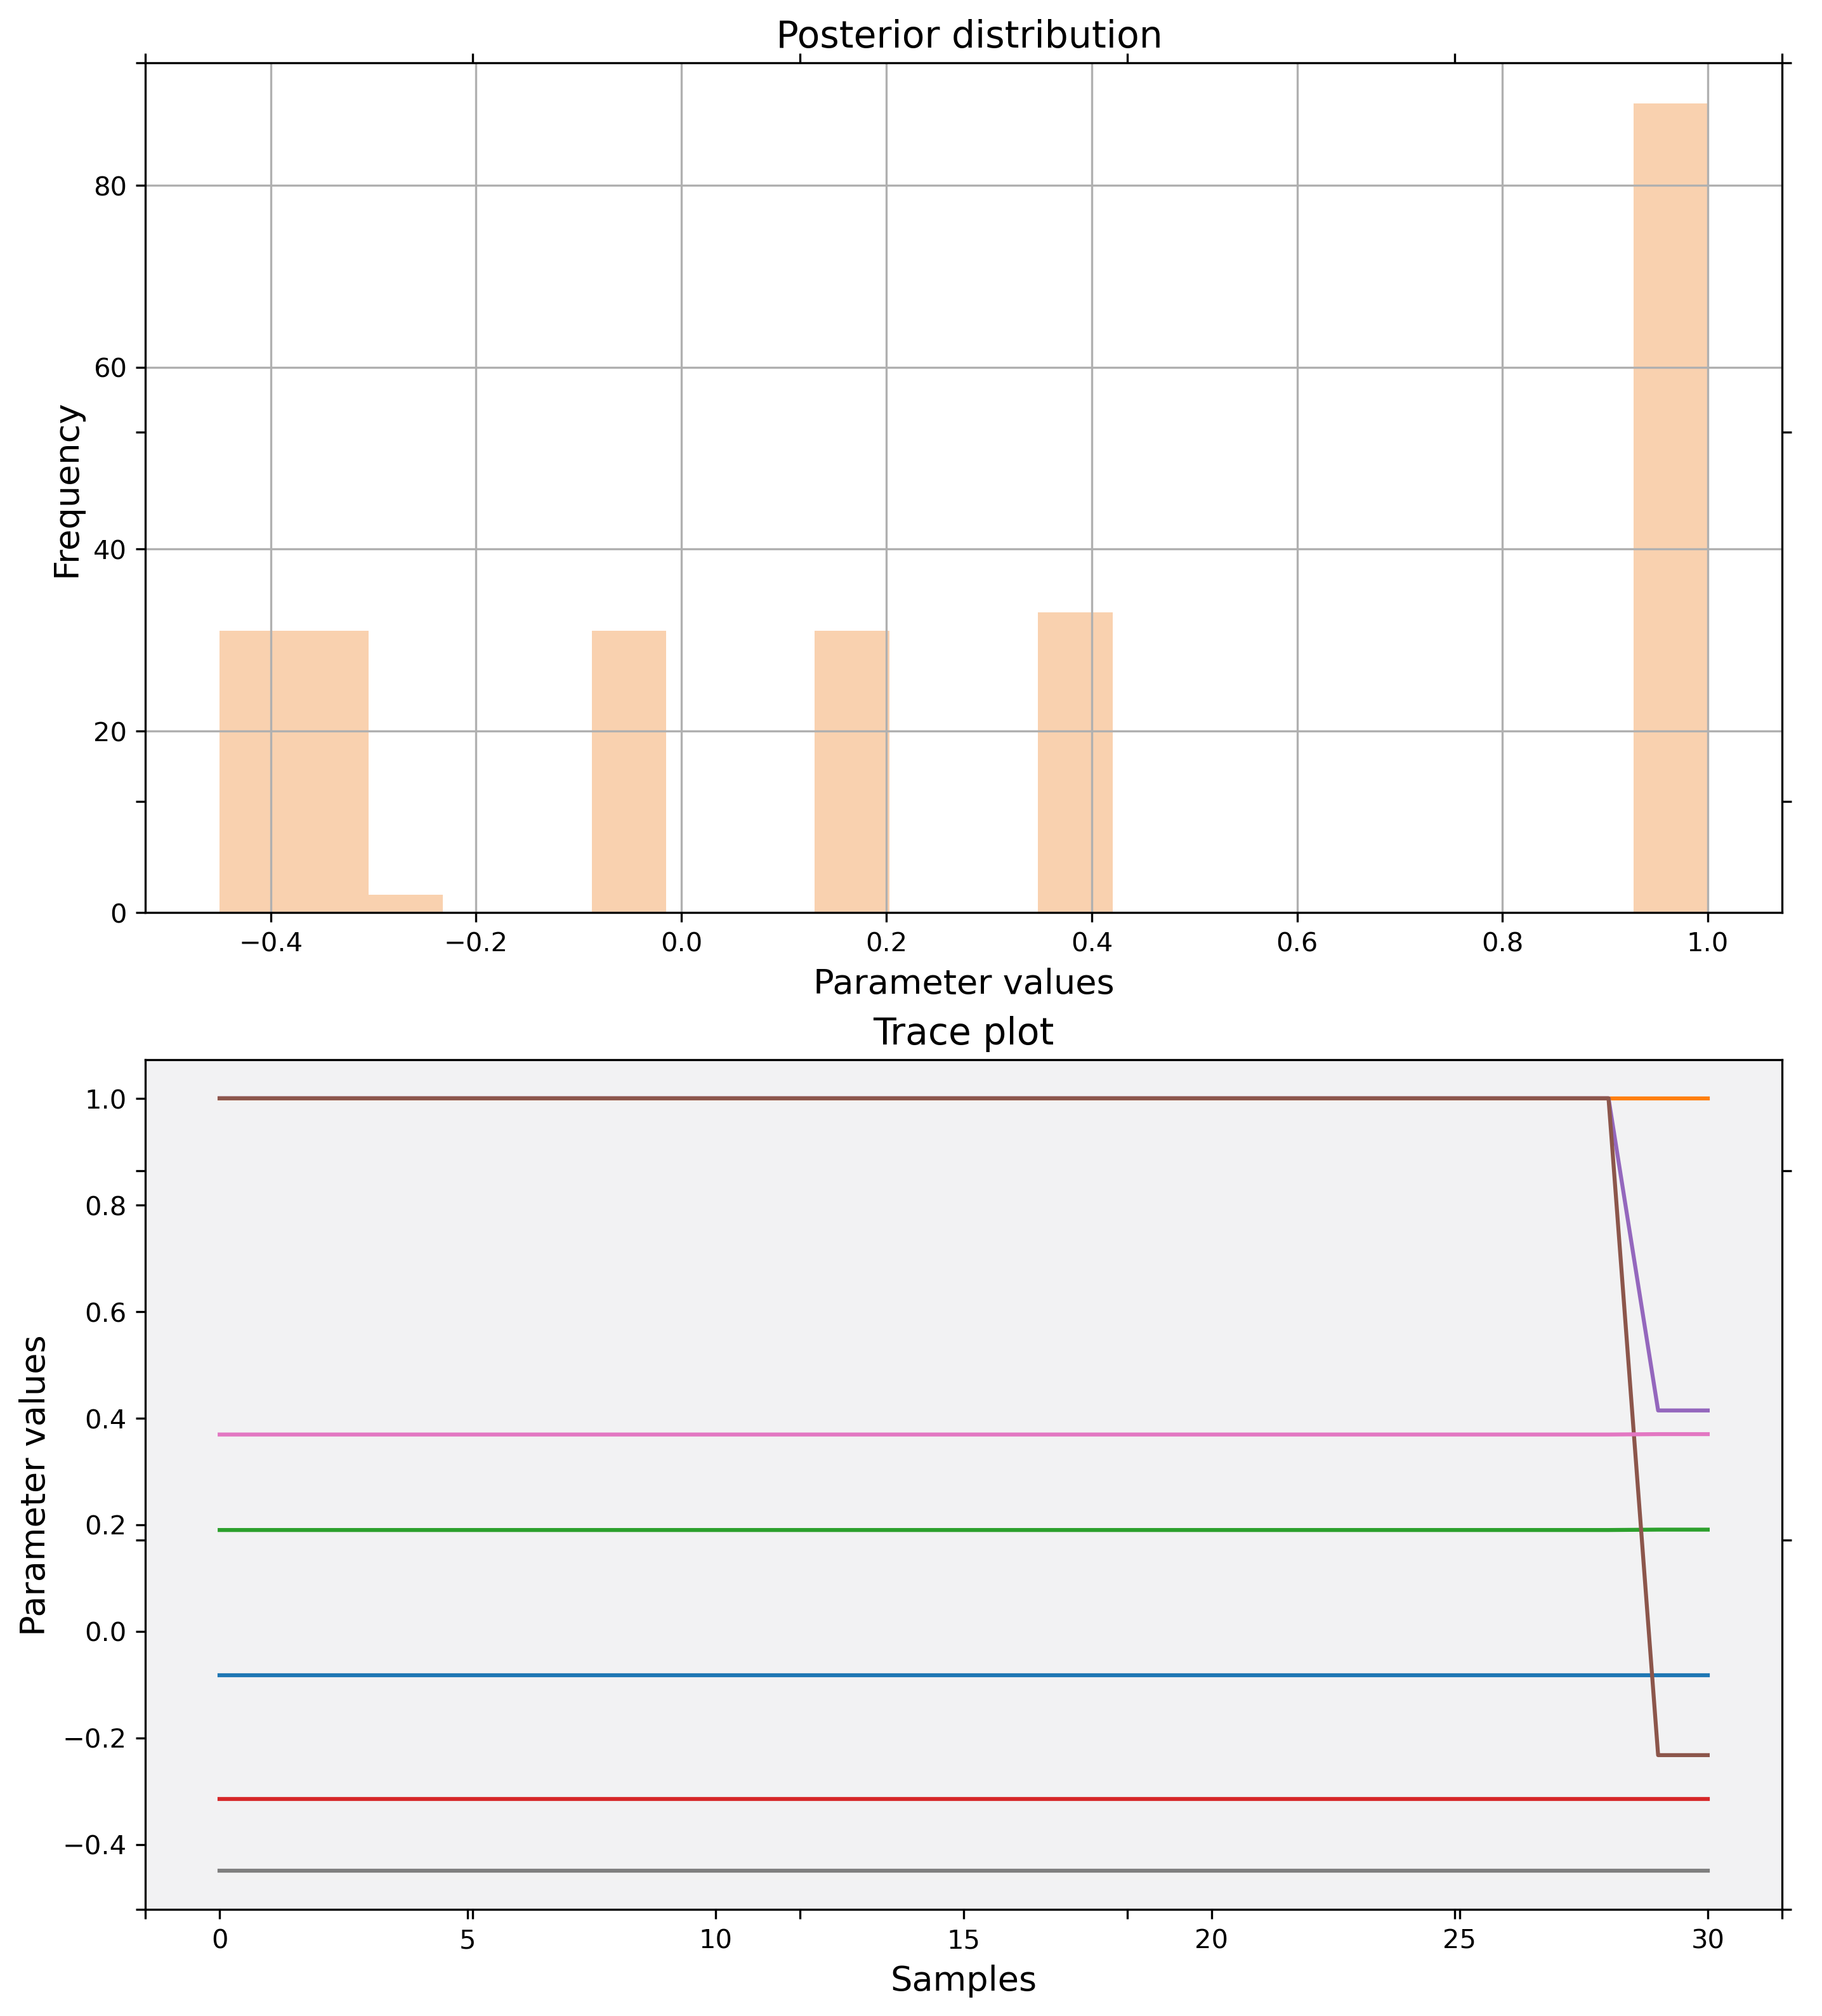 Posterior distribution
80
60
40
20
0
Frequency
−0.4 −0.2 0.0 0.2 0.4 0.6 0.8 1.0
Parameter values
Trace plot
1.0
0.8
0.6
0.4
0.2
0.0
−0.2
−0.4
Parameter values
0 5 10 15 20 25 30
Samples